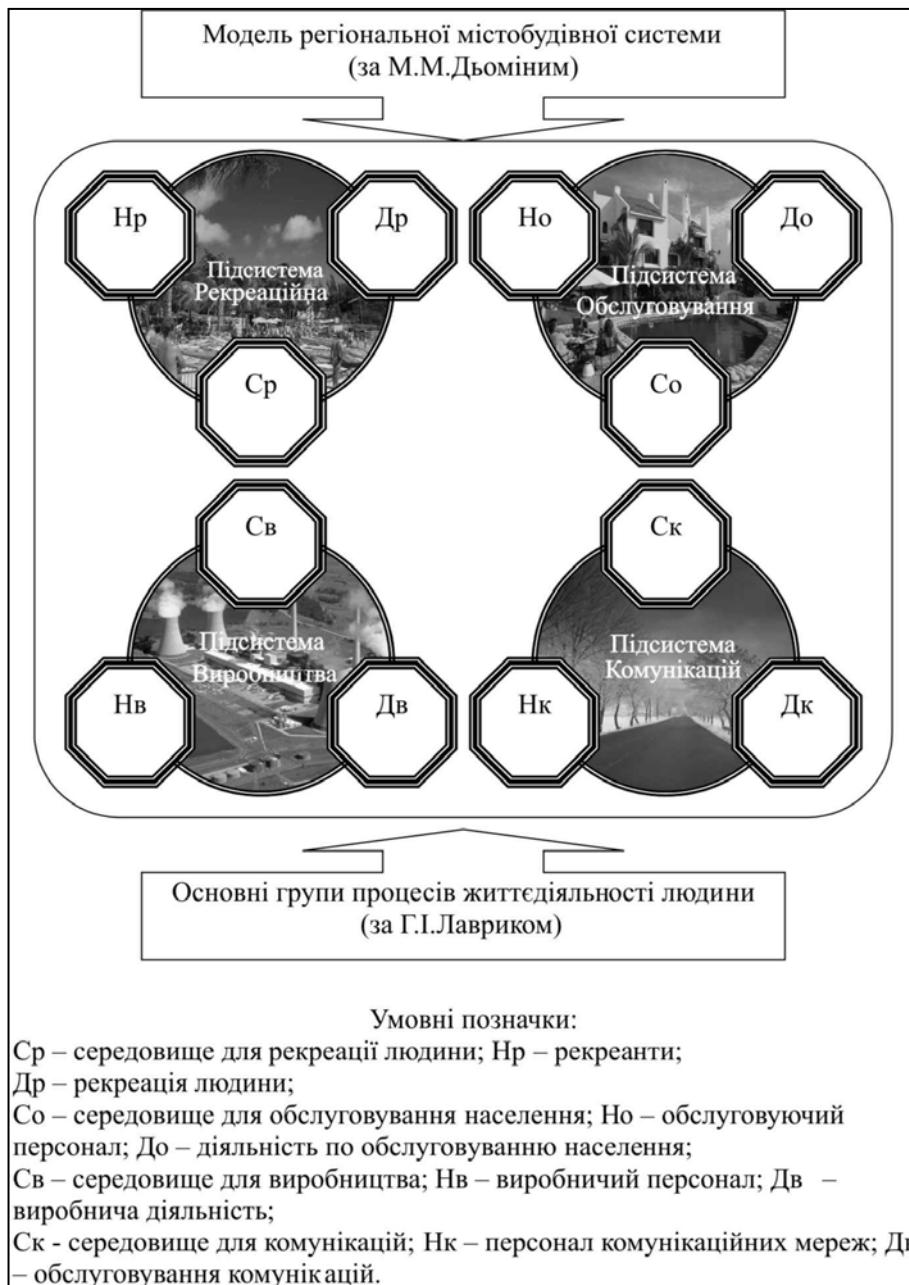 Модель регіональної містобудівної системи
(за М.М.Дьоміним)
Нр
Др
Но
До
Підсистема
Рекреаційна
Підсистема
Обслуговування
Ср
Со
Св
Ск
Підсистема
Виробництва
Підсистема
Комунікацій
Нв
Дв
Нк
Дк
Основні групи процесів життєдіяльності людини
(за Г.І.Лавриком)
Умовні позначки:
Ср – середовище для рекреації людини; Нр – рекреанти;
Др – рекреація людини;
Со – середовище для обслуговування населення; Но – обслуговуючий
персонал; До – діяльність по обслуговуванню населення;
Св – середовище для виробництва; Нв – виробничий персонал; Дв –
виробнича діяльність;
Ск - середовище для комунікацій; Нк – персонал комунікаційних мереж; Дк
– обслуговування комунікацій.